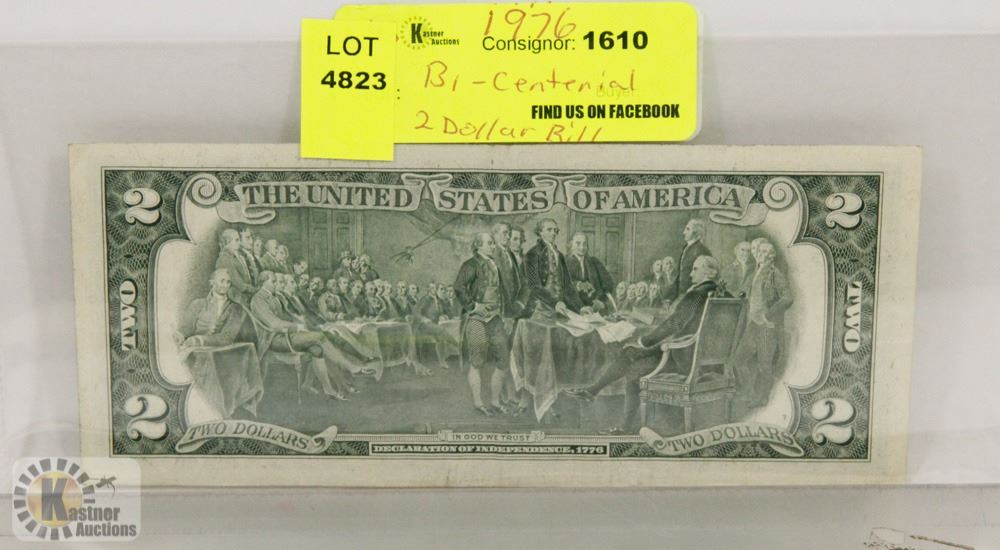 1976
LOT
4823
Kastner
Auctions
Consignor: 1610
Bi-Centenial
Buyer:
FIND US ON FACEBOOK
2 Dollar Bill
2
2
THE UNITED STATES OF AMERICA
TWO
TWO
2
2
TWO DOLLARS
TWO DOLLARS
IN GOD WE TRUST
DECLARATION OF INDEPENDENCE, 1776
Kastner
Auctions